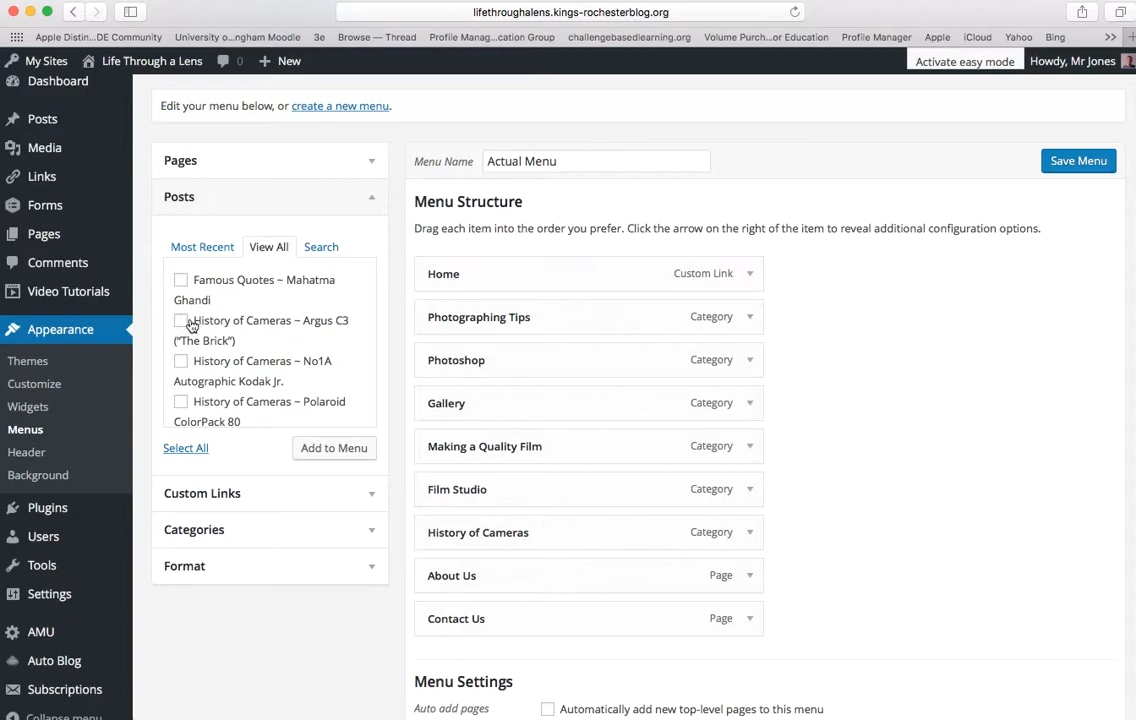 lifethroughalens.kings-rochesterblog.org
Apple Distin...DE Community University o...ngham Moodle 3e Browse — Thread Profile Manag...cation Group challengebasedlearning.org Volume Purch...or Education Profile Manager Apple iCloud Yahoo Bing
My Sites Life Through a Lens 0 New Activate easy mode Howdy, Mr Jones
Dashboard
Posts
Media
Links
Forms
Pages
Comments
Video Tutorials
Appearance
Themes
Customize
Widgets
Menus
Header
Background
Plugins
Users
Tools
Settings
AMU
Auto Blog
Subscriptions
Collapse menu
Edit your menu below, or create a new menu.
Pages
Posts
Most Recent View All Search
Famous Quotes ~ Mahatma
Ghandi
History of Cameras ~ Argus C3
("The Brick")
History of Cameras ~ No1A
Autographic Kodak Jr.
History of Cameras ~ Polaroid
ColorPack 80
Select All Add to Menu
Custom Links
Categories
Format
Menu Name Actual Menu Save Menu
Menu Structure
Drag each item into the order you prefer. Click the arrow on the right of the item to reveal additional configuration options.
Home Custom Link
Photographing Tips Category
Photoshop Category
Gallery Category
Making a Quality Film Category
Film Studio Category
History of Cameras Category
About Us Page
Contact Us Page
Menu Settings
Auto add pages Automatically add new top-level pages to this menu